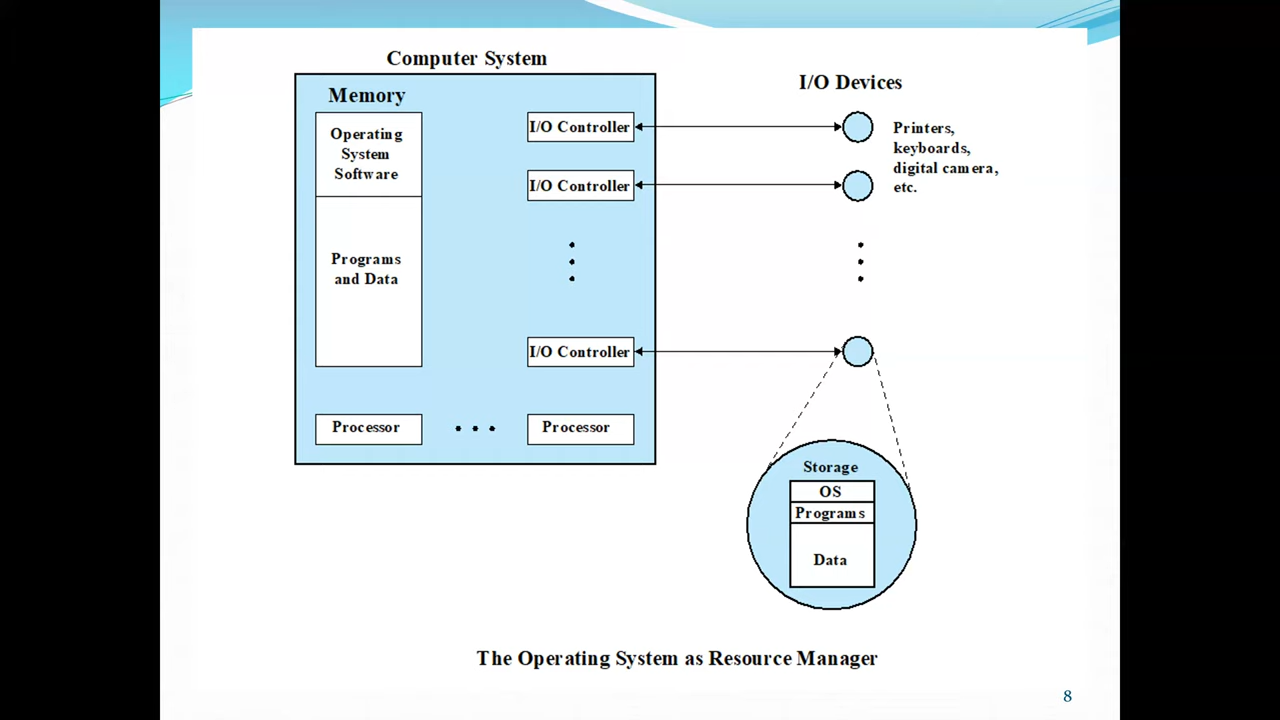 Computer System
Memory
Operating
System
Software
Programs
and Data
I/O Controller
I/O Controller
I/O Controller
Processor
Processor
I/O Devices
Printers,
keyboards,
digital camera,
etc.
Storage
OS
Programs
Data
The Operating System as Resource Manager
8